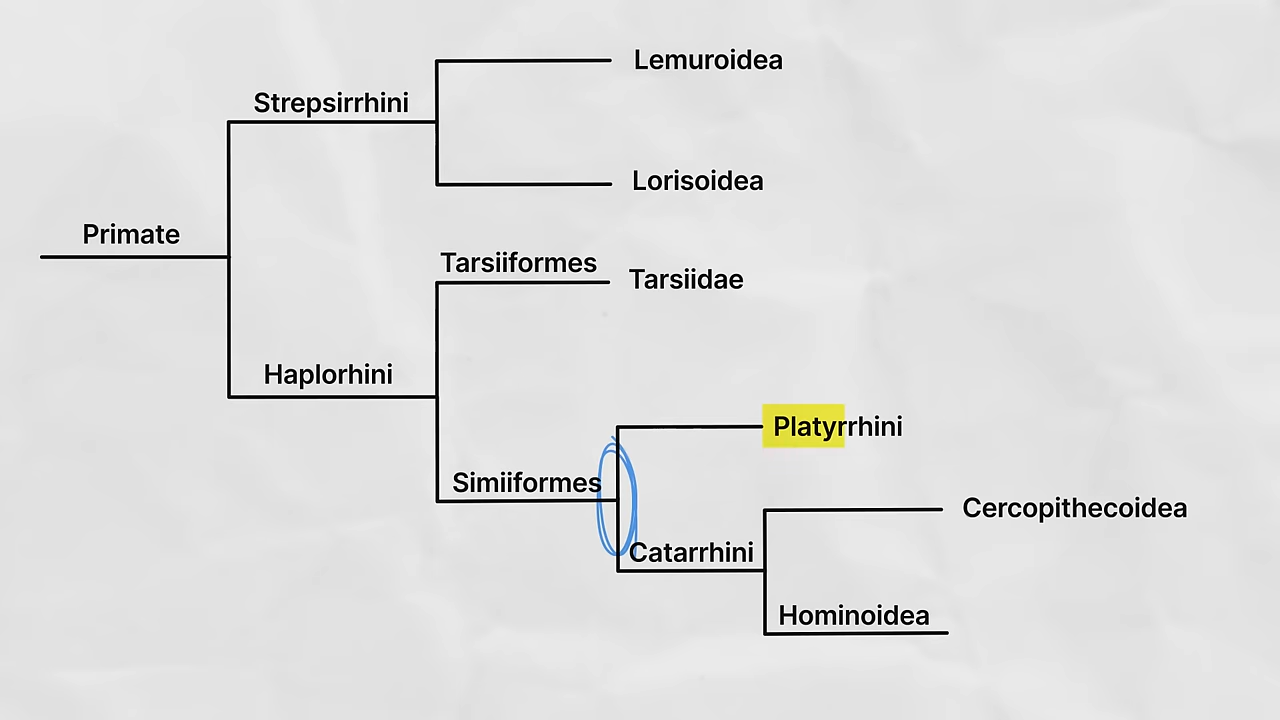 Lemuroidea
Strepsirrhini
Lorisoidea
Primate
Tarsiiformes
Tarsiidae
Haplorhini
Platyrrhini
Simiiformes
Cercopithecoidea
Catarrhini
Hominoidea